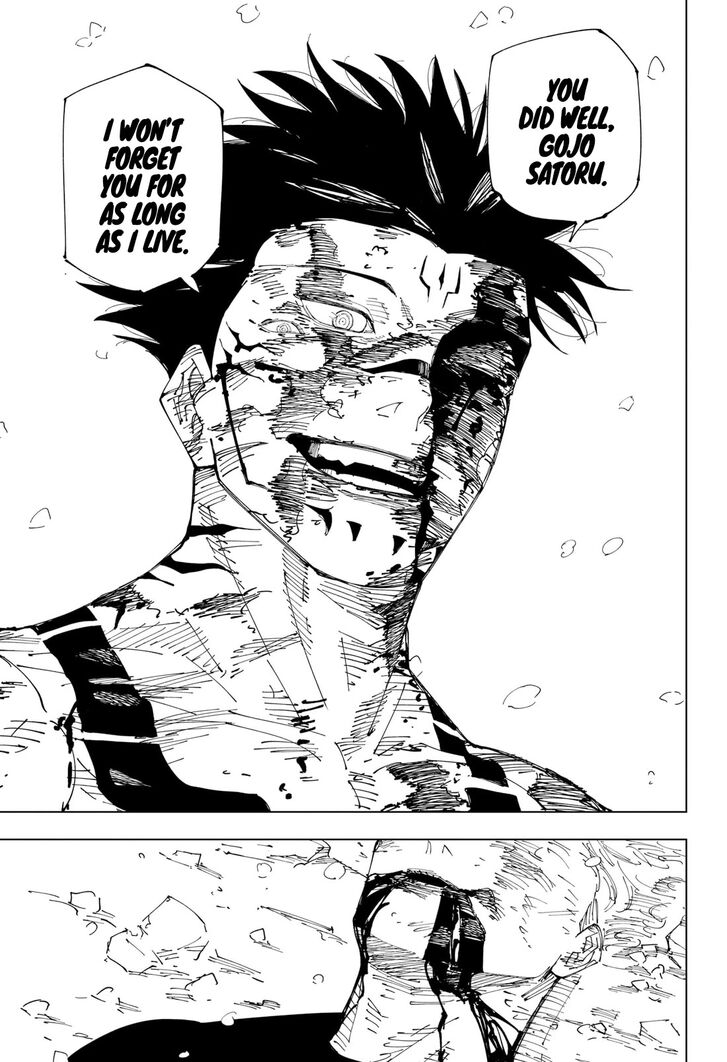 YOU
DID WELL,
GOJO
SATORU.
I WON'T
FORGET
YOU FOR
AS LONG
AS I LIVE.